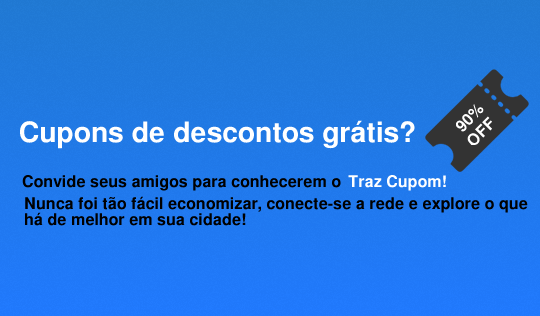 90%
OFF
Cupons de descontos grátis?
Convide seus amigos para conhecerem o Traz Cupom!
Nunca foi tão fácil economizar, conecte-se a rede e explore o que
há de melhor em sua cidade!